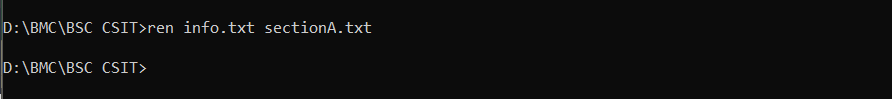 D:\BMC\BSC CSIT>ren info.txt sectionA.txt
D:\BMC\BSC CSIT>